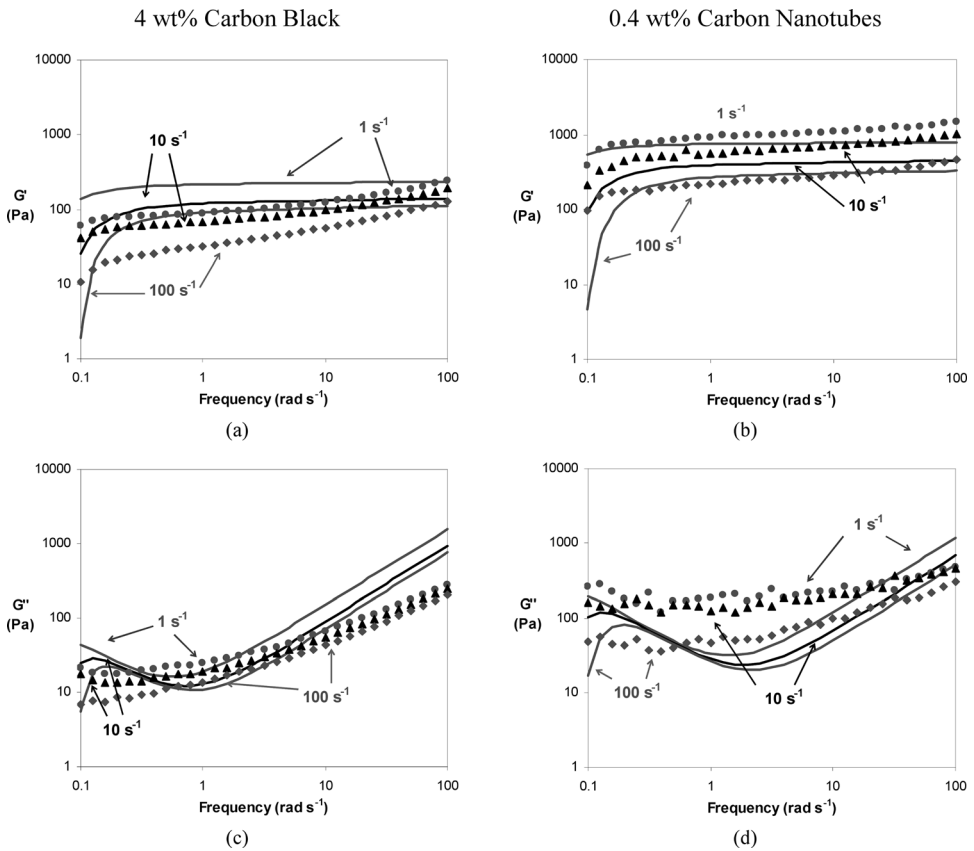 4 wt% Carbon Black
0.4 wt% Carbon Nanotubes
10000
1000
100
10
1
G'
(Pa)
10 s⁻¹
1 s⁻¹
100 s⁻¹
0.1 1 10 100
Frequency (rad s⁻¹)
(a)
10000
1000
100
10
1
G'
(Pa)
1 s⁻¹
10 s⁻¹
100 s⁻¹
0.1 1 10 100
Frequency (rad s⁻¹)
(b)
10000
1000
100
10
1
G"
(Pa)
1 s⁻¹
10 s⁻¹
100 s⁻¹
0.1 1 10 100
Frequency (rad s⁻¹)
(c)
10000
1000
100
10
1
G"
(Pa)
1 s⁻¹
100 s⁻¹
10 s⁻¹
0.1 1 10 100
Frequency (rad s⁻¹)
(d)